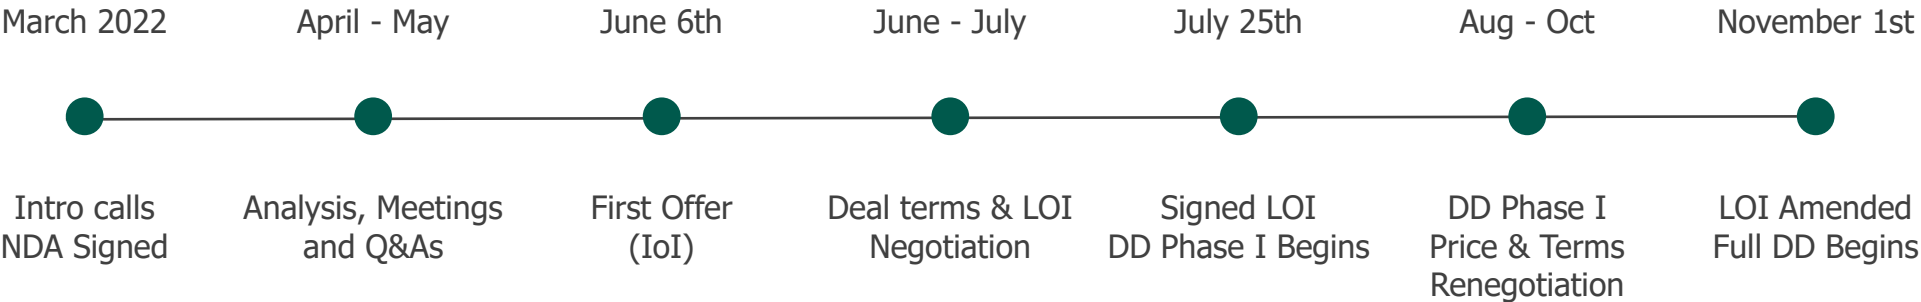 March 2022
April - May
June 6th
June - July
July 25th
Aug - Oct
November 1st
Intro calls
NDA Signed
Analysis, Meetings
and Q&As
First Offer
(IoI)
Deal terms & LOI
Negotiation
Signed LOI
DD Phase I Begins
DD Phase I
Price & Terms
Renegotiation
LOI Amended
Full DD Begins